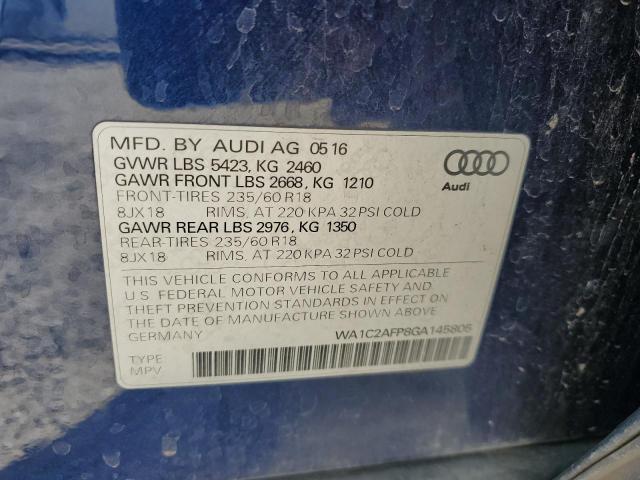 MFD. BY AUDI AG 0516
GVWR LBS 5423, KG 2460
GAWR FRONT LBS 2668, KG 1210
FRONT-TIRES 235/60 R18
8JX18 RIMS, AT 220 KPA 32 PSI COLD
GAWR REAR LBS 2976, KG 1350
REAR-TIRES 235/60 R18
8JX18 RIMS, AT 220 KPA 32 PSI COLD
Audi
THIS VEHICLE CONFORMS TO ALL APPLICABLE
U.S. FEDERAL MOTOR VEHICLE SAFETY AND
THEFT PREVENTION STANDARDS IN EFFECT ON
THE DATE OF MANUFACTURE SHOWN ABOVE
GERMANY WA1C2AFP8GA145805
TYPE
MPV